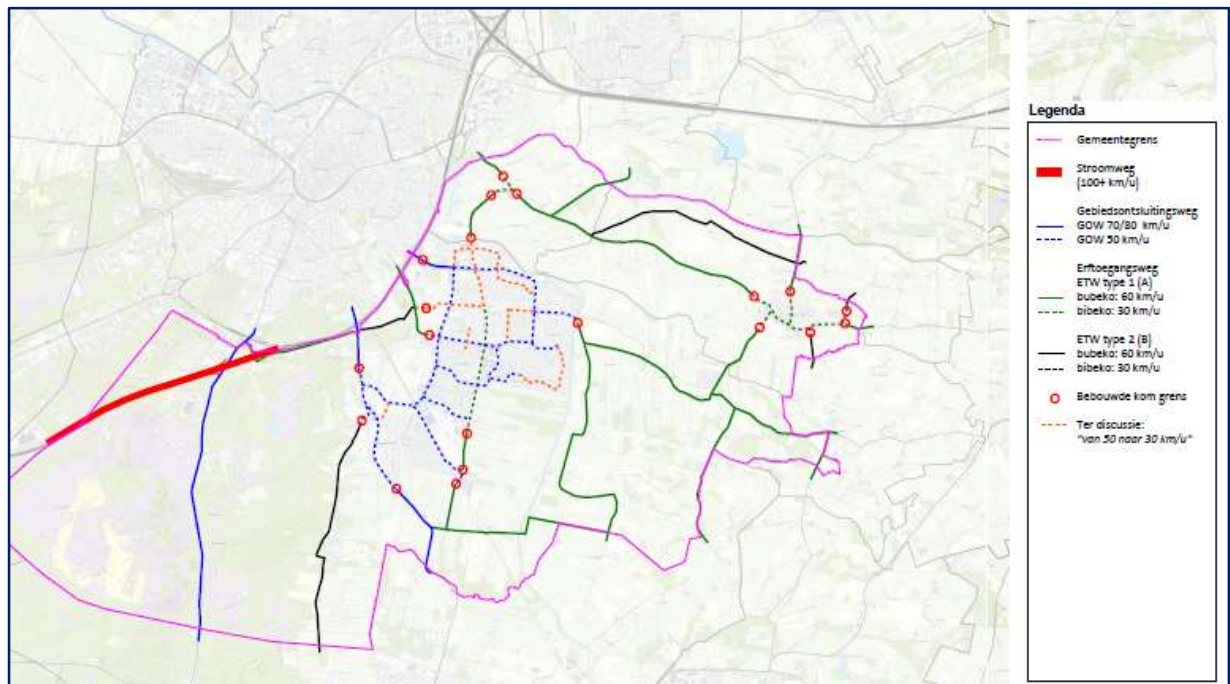 Legenda
Gemeentegrens
Stroomweg
(100+ km/u)
Gebiedsontsluitingsweg
GOW 70/80 km/u
GOW 50 km/u
Erftoegangsweg
ETW type 1 (A)
bubeko: 60 km/u
bibeko: 30 km/u
ETW type 2 (B)
bubeko: 60 km/u
bibeko: 30 km/u
Bebouwde kom grens
Ter discussie:
"van 50 naar 30 km/u"